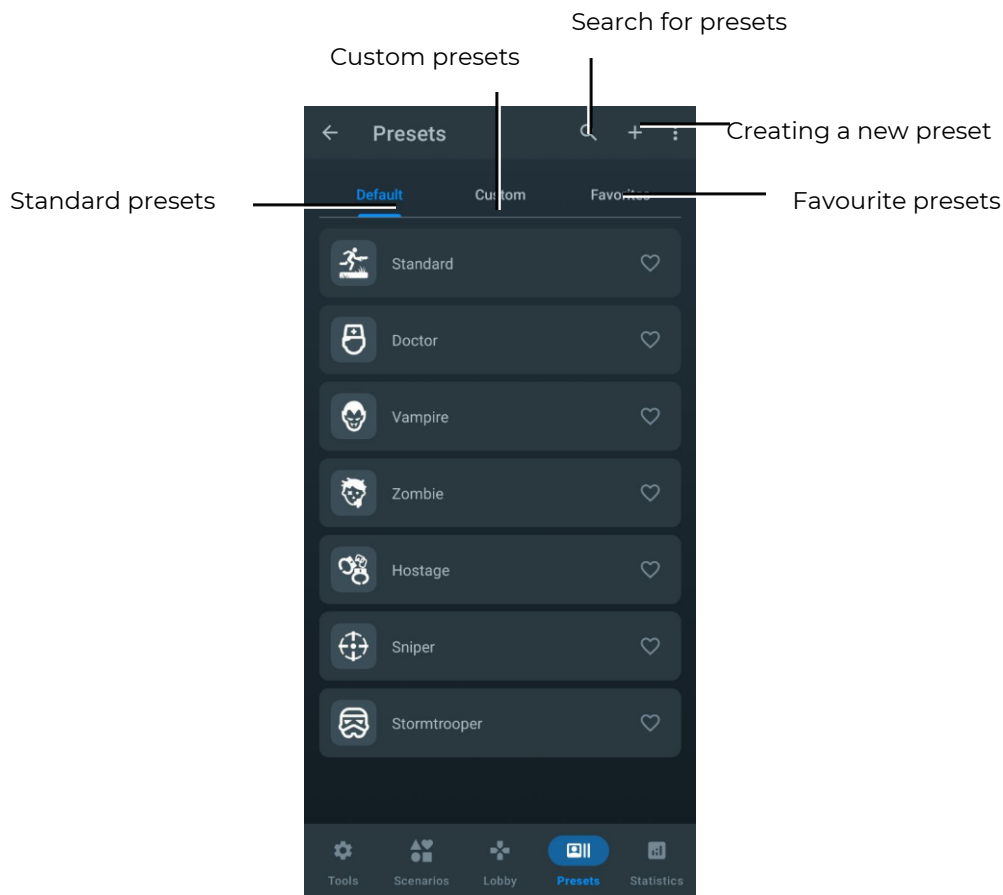 Search for presets
Custom presets
Presets
Creating a new preset
Default Custom Favorites
Standard presets
Favourite presets
Standard
Doctor
Vampire
Zombie
Hostage
Sniper
Stormtrooper
Tools Scenarios Lobby Presets Statistics